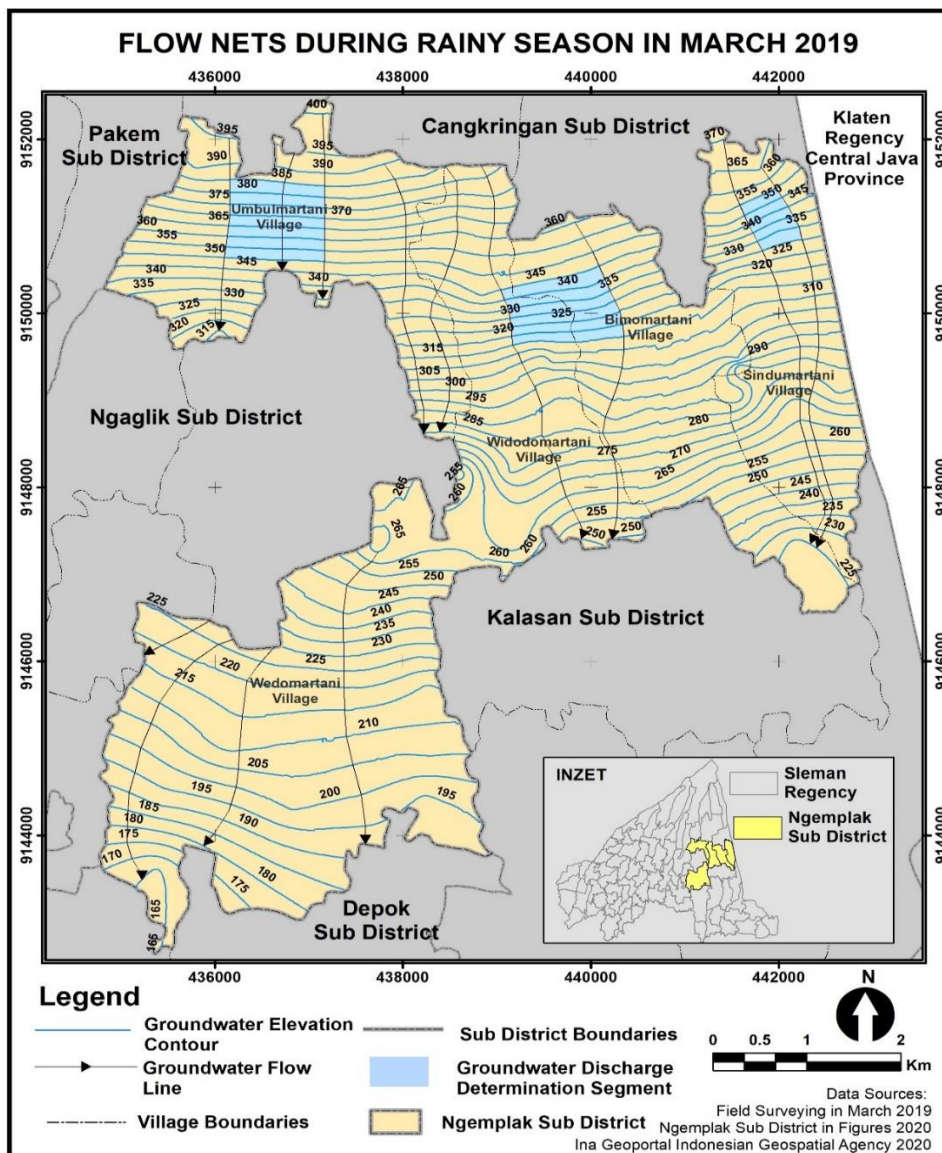 FLOW NETS DURING RAINY SEASON IN MARCH 2019
436000 438000 440000 442000
9152000 9152000
9150000 9150000
9148000 9148000
9146000 9146000
9144000 9144000
Pakem
Sub District
Cangkringan Sub District
Klaten
Regency
Central Java
Province
400
395 395
390 390
385
380
375 370
365
360
355
350
345
340 340
335
330
325
320
315
Umbulmartani
Village
370
365 360
360
355 350 345
340 335
330 325
320
310
345 340 335
330 325
320
Bimomartani
Village
315
305 300
295
285
290
Sindumartani
Village
Ngaglik Sub District
Widodomartani
Village
280
275 270
265
260
255
250
245
240
235
230
225
255
260
265
265
255
250 250
260 260
255
250
245
240
235
230
225
225
220
215
Kalasan Sub District
Wedomartani
Village
210
205
200
195 195
190
185
180
175
170
165
165
180
175
Depok
Sub District
INZET
Sleman
Regency
Ngemplak
Sub District
436000 438000 440000 442000
Legend
Groundwater Elevation
Contour
Groundwater Flow
Line
Village Boundaries
Sub District Boundaries
Groundwater Discharge
Determination Segment
Ngemplak Sub District
N
0 0.5 1 2
Km
Data Sources:
Field Surveying in March 2019
Ngemplak Sub District in Figures 2020
Ina Geoportal Indonesian Geospatial Agency 2020